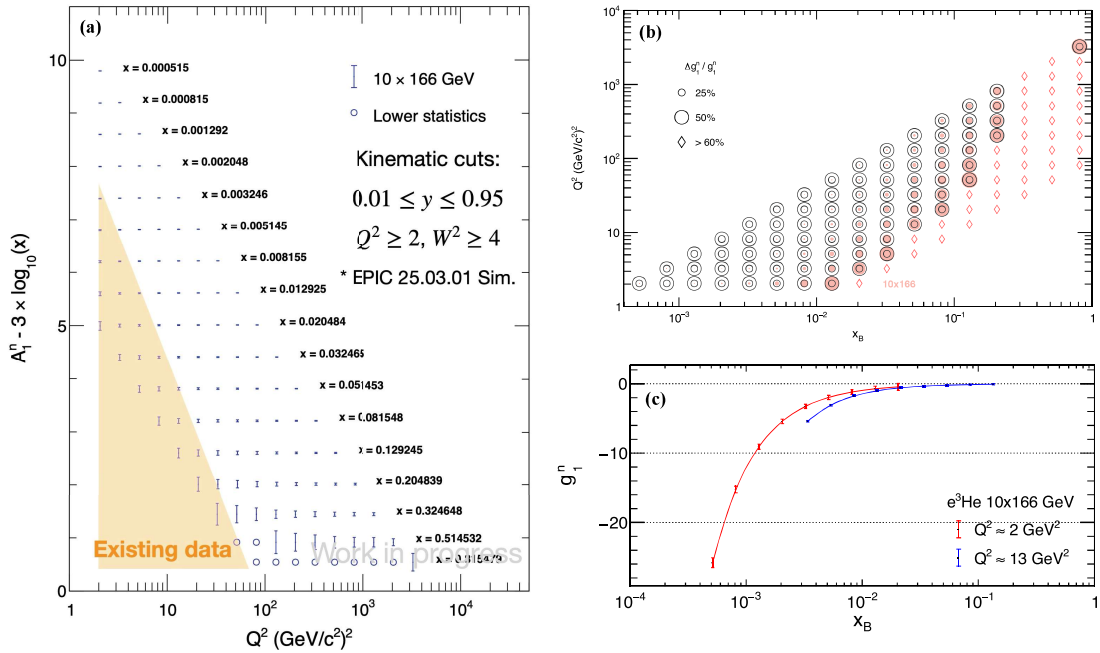 (a)
10
5
0
A₁ⁿ - 3 × log₁₀(x)
x = 0.000515
x = 0.000815
x = 0.001292
x = 0.002048
x = 0.003246
x = 0.005145
x = 0.008155
x = 0.012925
x = 0.020484
x = 0.032465
x = 0.051453
x = 0.081548
x = 0.129245
x = 0.204839
x = 0.324648
x = 0.514532
10 × 166 GeV
Lower statistics
Kinematic cuts:
0.01 ≤ y ≤ 0.95
Q² ≥ 2, W² ≥ 4
* EPIC 25.03.01 Sim.
Existing data
Work in progress
1 10 10² 10³ 10⁴
Q² (GeV/c²)²
(b)
10⁴
10³
10²
10
1
Q² (GeV/c²)²
Δg₁ⁿ / g₁ⁿ
25%
50%
> 60%
10x166
10⁻³ 10⁻² 10⁻¹ 1
x_B
(c)
0
−10
−20
g₁ⁿ
e³He 10x166 GeV
Q² ≈ 2 GeV²
Q² ≈ 13 GeV²
10⁻⁴ 10⁻³ 10⁻² 10⁻¹ 1
x_B